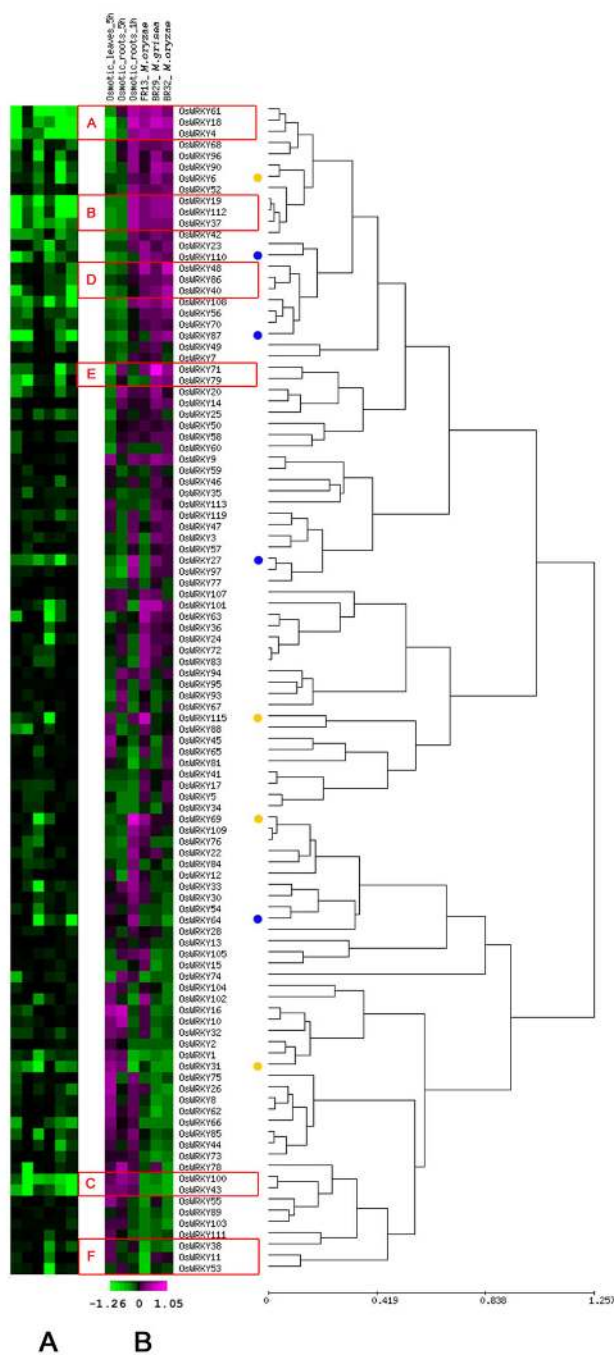 Osmotic_leaves_5h
Osmotic_roots_5h
Osmotic_roots_1h
FR13_M.oryzae
BR29_M.grisea
BR32_M.oryzae
A
OsWRKY61
OsWRKY18
OsWRKY4
OsWRKY68
OsWRKY96
OsWRKY90
OsWRKY6
OsWRKY52
B
OsWRKY19
OsWRKY112
OsWRKY37
OsWRKY42
OsWRKY23
OsWRKY110
D
OsWRKY48
OsWRKY86
OsWRKY40
OsWRKY108
OsWRKY56
OsWRKY70
OsWRKY87
OsWRKY49
OsWRKY7
E
OsWRKY71
OsWRKY79
OsWRKY20
OsWRKY14
OsWRKY25
OsWRKY50
OsWRKY58
OsWRKY60
OsWRKY9
OsWRKY59
OsWRKY46
OsWRKY35
OsWRKY113
OsWRKY119
OsWRKY47
OsWRKY3
OsWRKY57
OsWRKY27
OsWRKY97
OsWRKY77
OsWRKY107
OsWRKY101
OsWRKY63
OsWRKY36
OsWRKY24
OsWRKY72
OsWRKY83
OsWRKY94
OsWRKY95
OsWRKY93
OsWRKY67
OsWRKY115
OsWRKY88
OsWRKY45
OsWRKY65
OsWRKY81
OsWRKY41
OsWRKY17
OsWRKY5
OsWRKY34
OsWRKY69
OsWRKY109
OsWRKY76
OsWRKY22
OsWRKY84
OsWRKY12
OsWRKY33
OsWRKY30
OsWRKY54
OsWRKY64
OsWRKY28
OsWRKY13
OsWRKY105
OsWRKY15
OsWRKY74
OsWRKY104
OsWRKY102
OsWRKY16
OsWRKY10
OsWRKY32
OsWRKY2
OsWRKY1
OsWRKY31
OsWRKY75
OsWRKY26
OsWRKY8
OsWRKY62
OsWRKY66
OsWRKY85
OsWRKY44
OsWRKY73
OsWRKY78
C
OsWRKY100
OsWRKY43
OsWRKY55
OsWRKY89
OsWRKY103
OsWRKY111
F
OsWRKY38
OsWRKY11
OsWRKY53
-1.26 0 1.05
0 0.419 0.838 1.257
A B